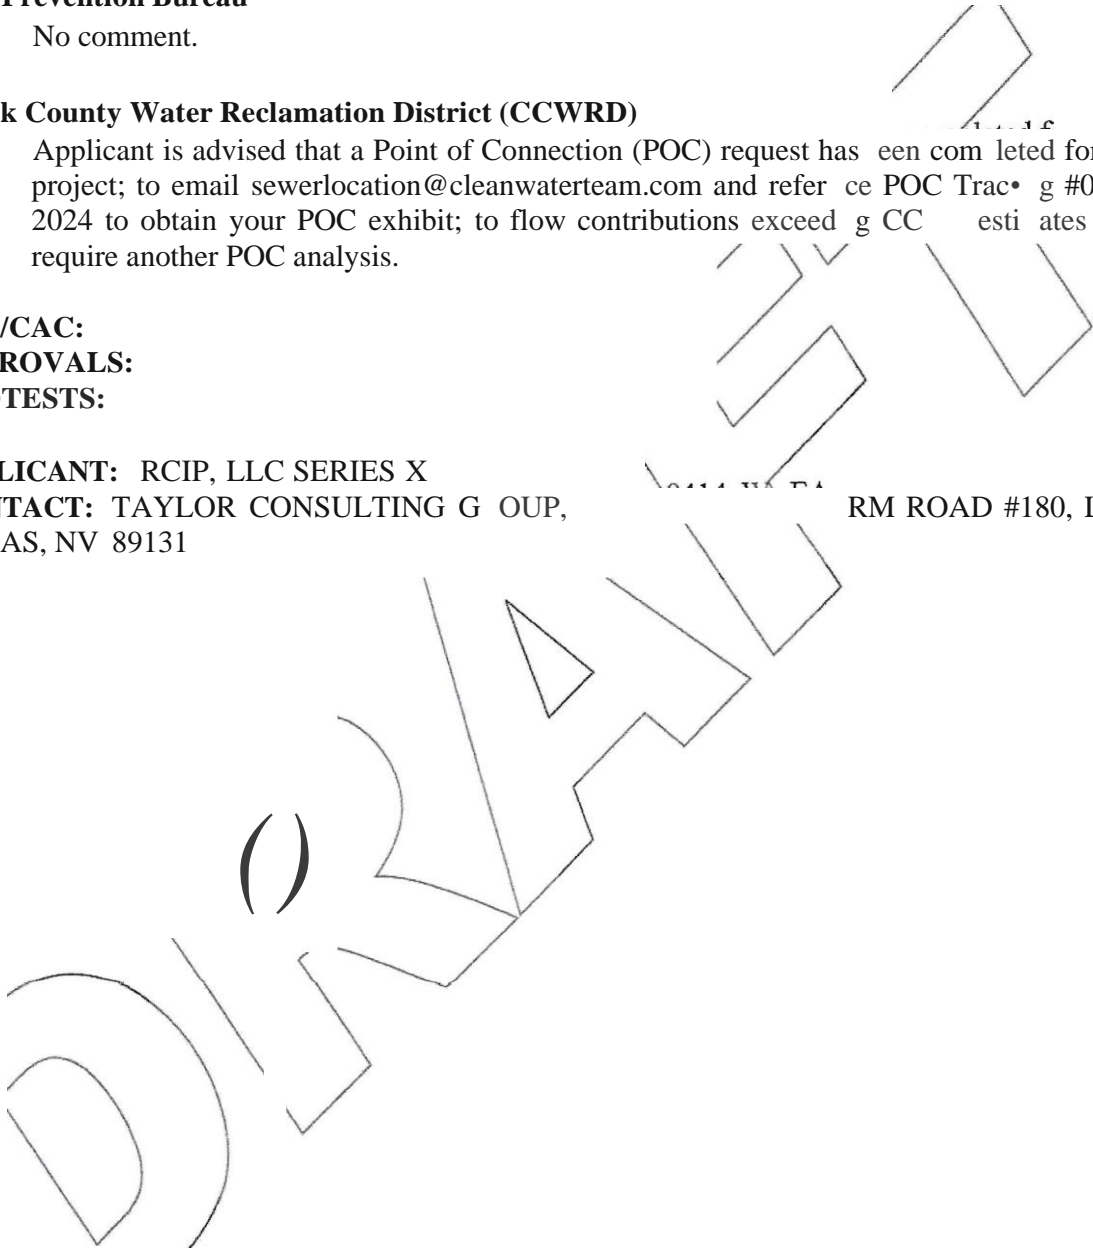 Prevention Bureau
No comment.
k County Water Reclamation District (CCWRD)
Applicant is advised that a Point of Connection (POC) request has een com leted for
project; to email sewerlocation@cleanwaterteam.com and refer ce POC Trac• g #0
2024 to obtain your POC exhibit; to flow contributions exceed g CC esti ates
require another POC analysis.
/CAC:
ROVALS:
TESTS:
LICANT: RCIP, LLC SERIES X
NTACT: TAYLOR CONSULTING G OUP, RM ROAD #180, L
AS, NV 89131
DRAFT
()